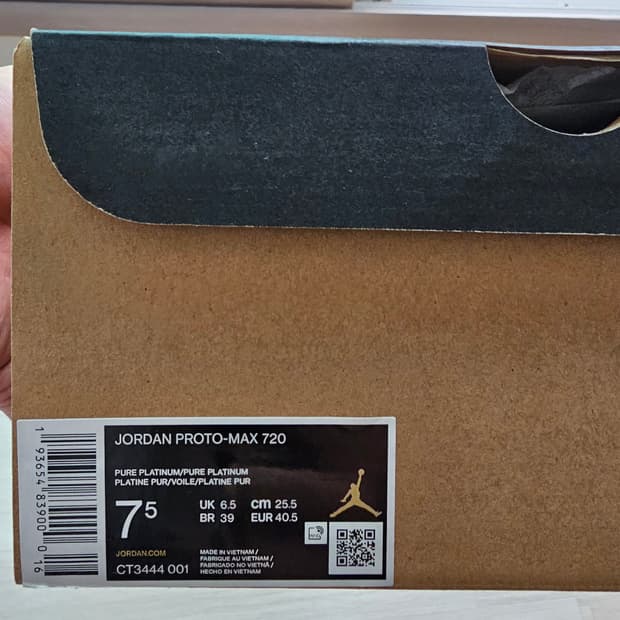 JORDAN PROTO-MAX 720
PURE PLATINUM/PURE PLATINUM
PLATINE PUR/VOILE/PLATINE PUR
7 5
UK 6.5 cm 25.5
BR 39 EUR 40.5
JORDAN.COM
CT3444 001
MADE IN VIETNAM /
FABRIQUE AU VIETNAM /
FABRICADO NO VIETNÃ /
HECHO EN VIETNAM
1 93654 83900 0 16